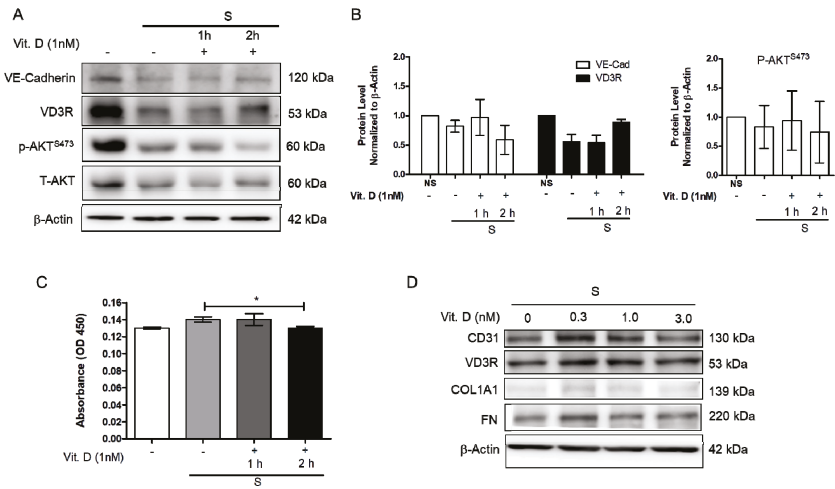 A
S
1h 2h
Vit. D (1nM) - - + +
VE-Cadherin 120 kDa
VD3R 53 kDa
p-AKTS473 60 kDa
T-AKT 60 kDa
β-Actin 42 kDa
B
VE-Cad
VD3R
Protein Level
Normalized to β-Actin
2.0
1.5
1.0
0.5
0.0
NS NS
Vit. D (1nM) - - + + - - + +
1 h 2 h 1 h 2 h
S S
P-AKTS473
Protein Level
Normalized to β-Actin
2.0
1.5
1.0
0.5
0.0
NS
Vit. D (1nM) - - + +
1 h 2 h
S
C
Absorbance (OD 450)
0.16
0.14
0.12
0.10
0.08
0.06
0.04
0.02
0.00
*
Vit. D (1nM) - - + +
1 h 2 h
S
D
S
Vit. D (nM) 0 0.3 1.0 3.0
CD31 130 kDa
VD3R 53 kDa
COL1A1 139 kDa
FN 220 kDa
β-Actin 42 kDa